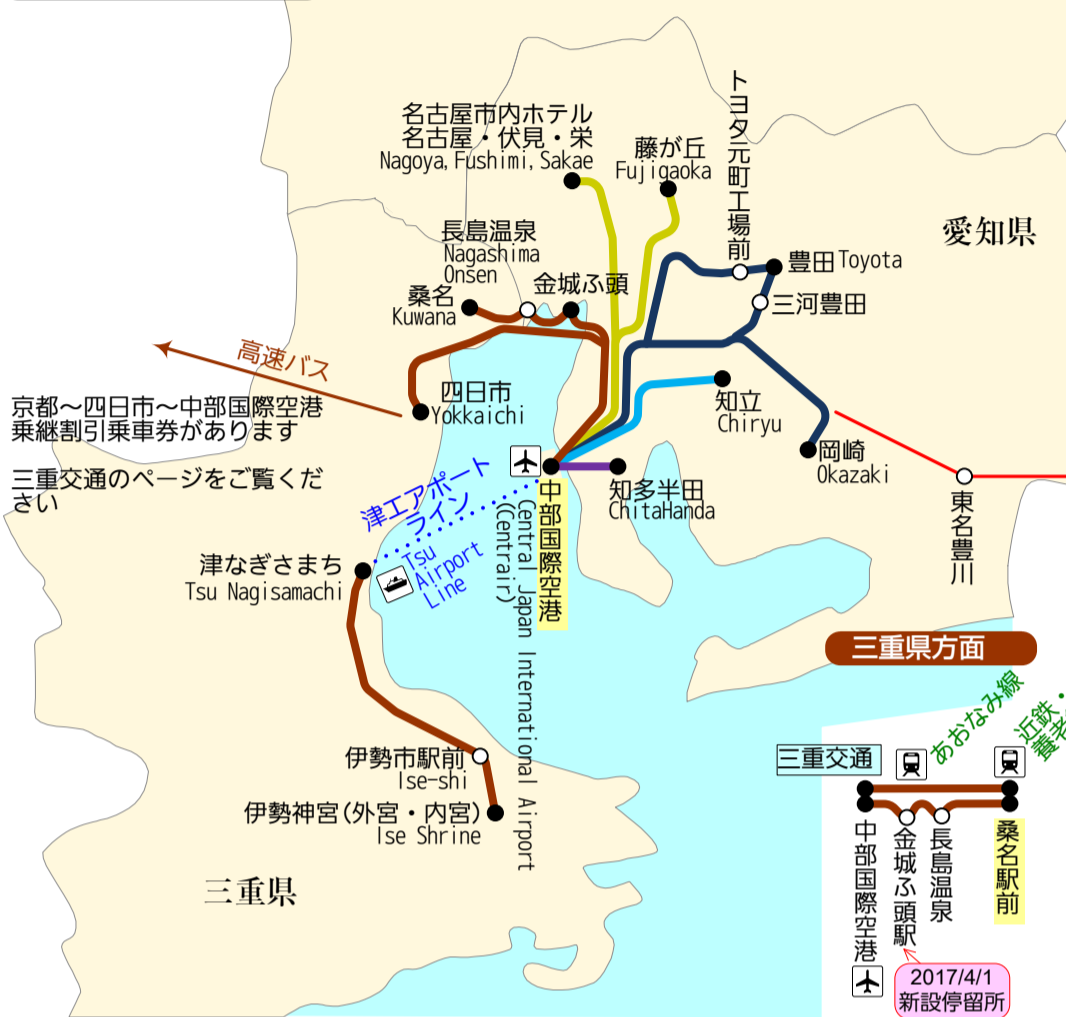 名古屋市内ホテル
名古屋・伏見・栄
Nagoya, Fushimi, Sakae
藤が丘
Fujigaoka
トヨタ元町工場前
愛知県
長島温泉
Nagashima
Onsen
金城ふ頭
桑名
Kuwana
豊田 Toyota
三河豊田
高速バス
京都～四日市～中部国際空港
乗継割引乗車券があります
三重交通のページをご覧くだ
さい
四日市
Yokkaichi
知立
Chiryu
岡崎
Okazaki
東名豊川
知多半田
ChitaHanda
中部国際空港
Central Japan International Airport
(Centrair)
津エアポート
ライン
Tsu
Airport
Line
津なぎさまち
Tsu Nagisamachi
伊勢市駅前
Ise-shi
伊勢神宮(外宮・内宮)
Ise Shrine
三重県
三重県方面
あおなみ線
近鉄・
養老
三重交通
中部国際空港
金城ふ頭駅
長島温泉
桑名駅前
2017/4/1
新設停留所